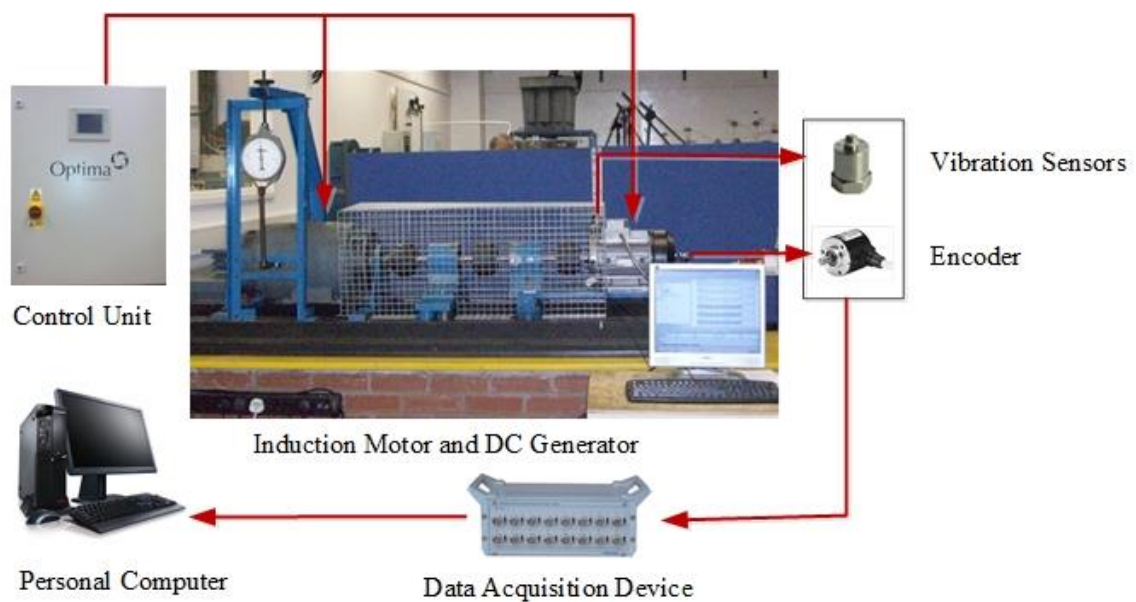 Optima
Vibration Sensors
Encoder
Control Unit
Induction Motor and DC Generator
Personal Computer
Data Acquisition Device